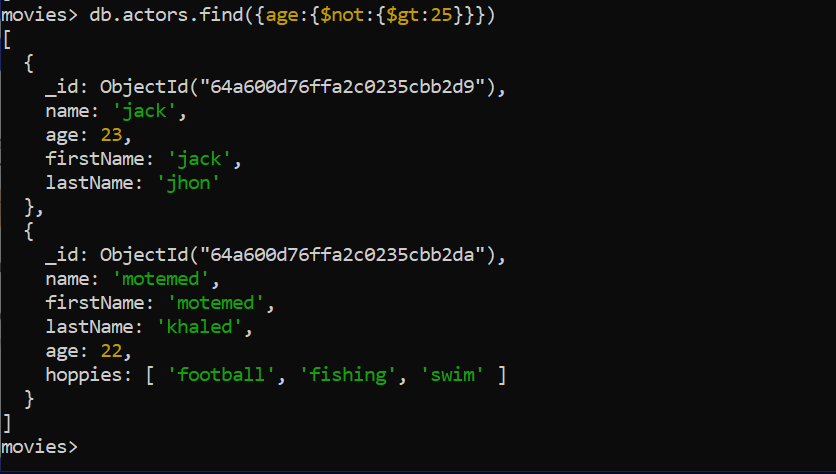 movies> db.actors.find({age:{$not:{$gt:25}}})
[
  {
    _id: ObjectId("64a600d76ffa2c0235cbb2d9"),
    name: 'jack',
    age: 23,
    firstName: 'jack',
    lastName: 'jhon'
  },
  {
    _id: ObjectId("64a600d76ffa2c0235cbb2da"),
    name: 'motemed',
    firstName: 'motemed',
    lastName: 'khaled',
    age: 22,
    hoppies: [ 'football', 'fishing', 'swim' ]
  }
]
movies>